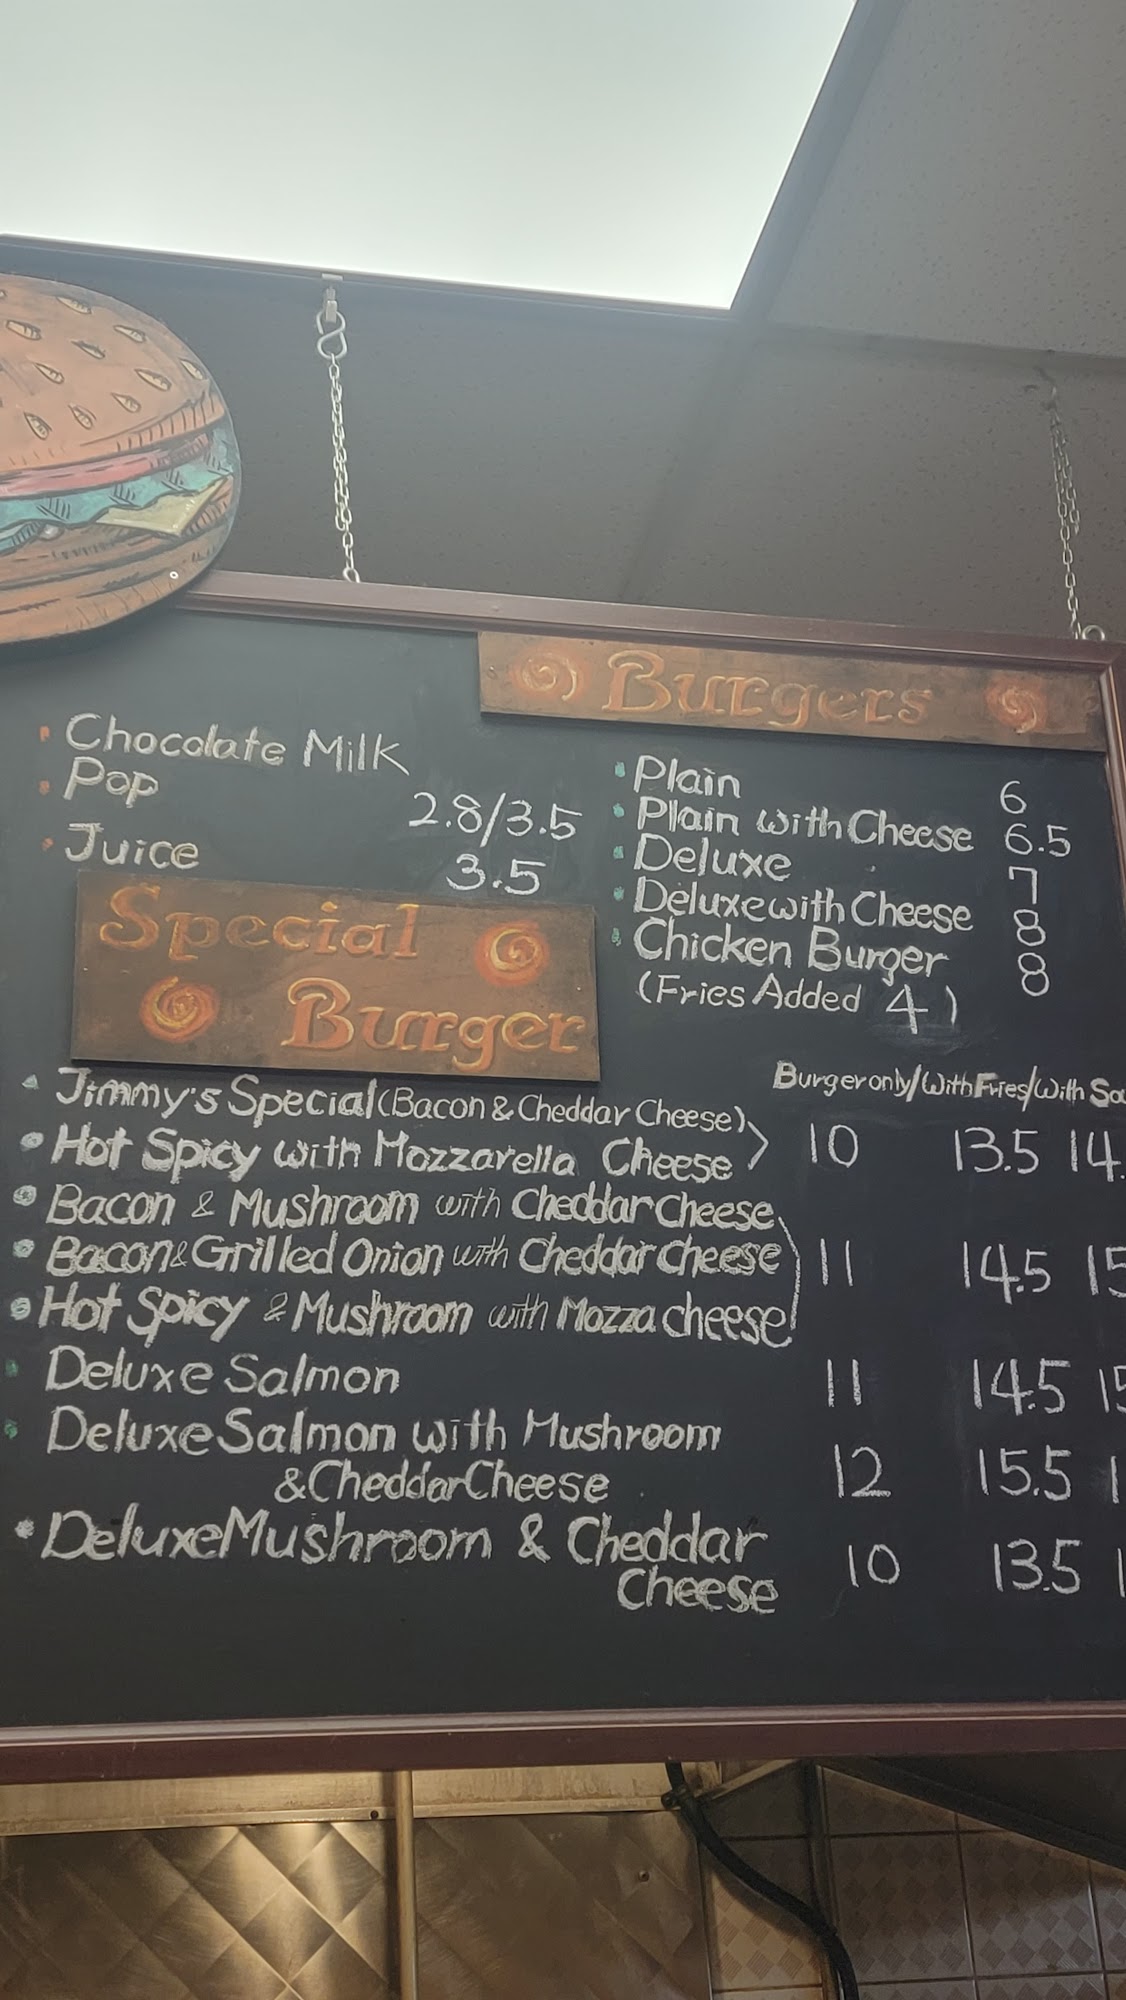 Chocolate Milk
Pop 2.8/3.5
Juice 3.5
Burgers
Plain 6
Plain with Cheese 6.5
Deluxe 7
Deluxe with Cheese 8
Chicken Burger 8
(Fries Added 4)
Special
Burger
Burger only/With Fries/With
Jimmy's Special (Bacon & Cheddar Cheese)
Hot Spicy with Mozzarella Cheese 10 13.5 14.
Bacon & Mushroom with Cheddar Cheese
Bacon & Grilled Onion with Cheddar Cheese 11 14.5 15
Hot Spicy & Mushroom with Mozza cheese
Deluxe Salmon 11 14.5 15
Deluxe Salmon with Mushroom
& Cheddar Cheese 12 15.5
Deluxe Mushroom & Cheddar
Cheese 10 13.5